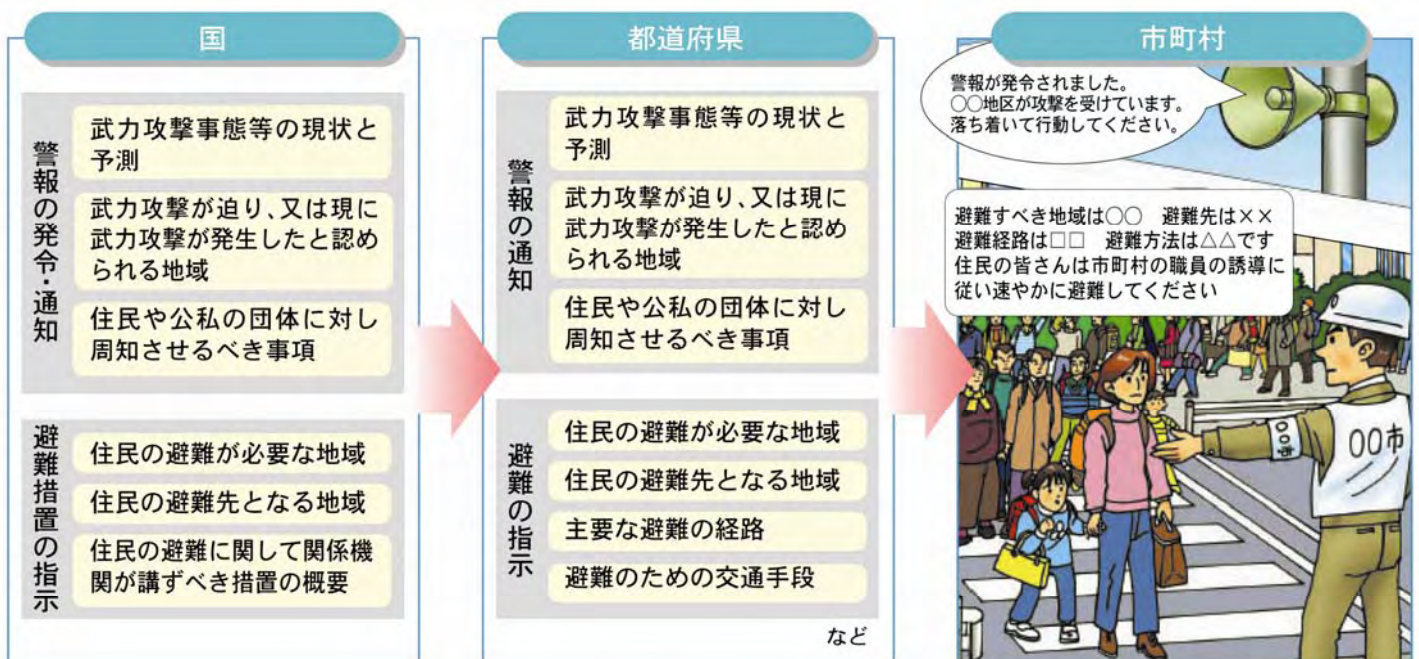 国
警報の発令・通知
武力攻撃事態等の現状と
予測
武力攻撃が迫り、又は現に
武力攻撃が発生したと認め
られる地域
住民や公私の団体に対し
周知させるべき事項
避難措置の指示
住民の避難が必要な地域
住民の避難先となる地域
住民の避難に関して関係機
関が講ずべき措置の概要
都道府県
警報の通知
武力攻撃事態等の現状と
予測
武力攻撃が迫り、又は現に
武力攻撃が発生したと認め
られる地域
住民や公私の団体に対し
周知させるべき事項
避難の指示
住民の避難が必要な地域
住民の避難先となる地域
主要な避難の経路
避難のための交通手段
など
市町村
警報が発令されました。
○○地区が攻撃を受けています。
落ち着いて行動してください。
避難すべき地域は○○　避難先は××
避難経路は□□　避難方法は△△です
住民の皆さんは市町村の職員の誘導に
従い速やかに避難してください
○○市
○○市